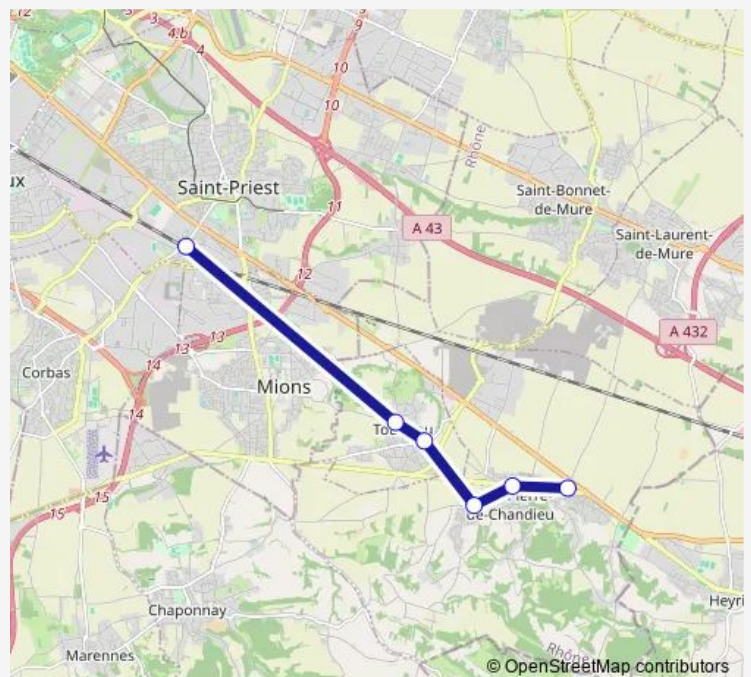 12
3
3
9
4.b
4
10
10
Rhône
ux
Saint-Priest
Saint-Bonnet-
de-Mure
11
A 43
Saint-Laurent-
de-Mure
12
13
13
A 432
14
Corbas
Mions
14
15
15
de-Chandieu
Chaponnay
Heyri
Marennes
Rhône
© OpenStreetMap contributors